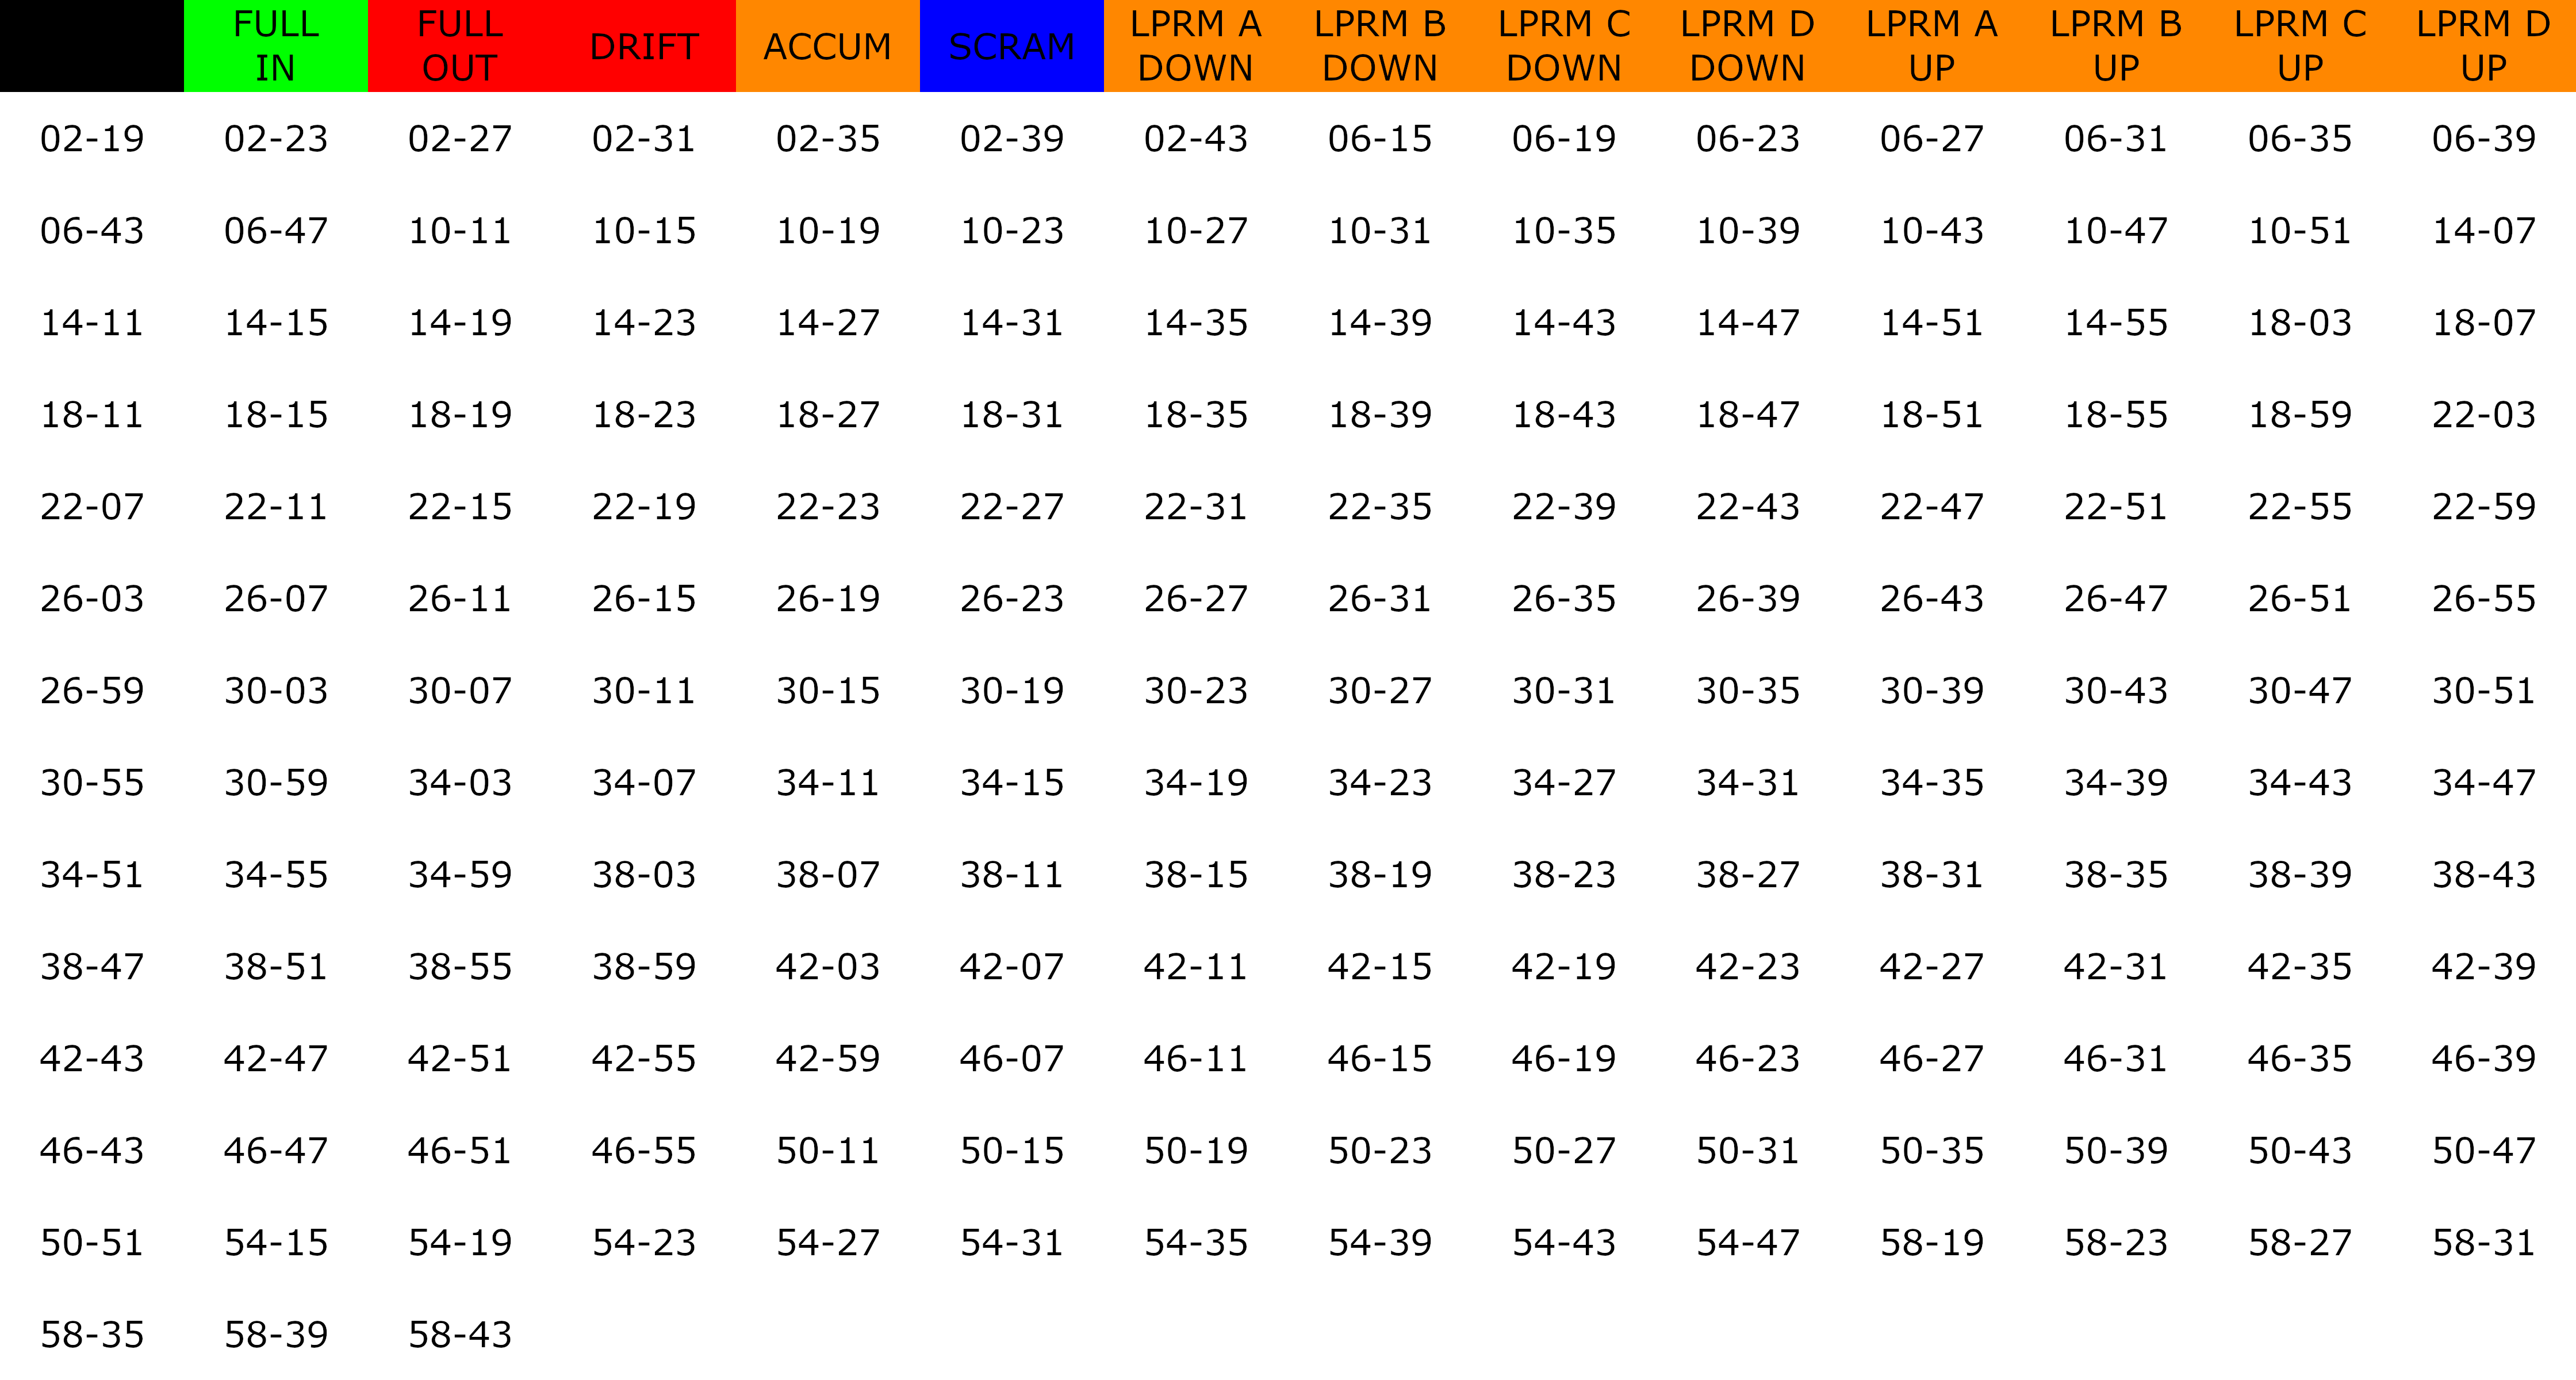 FULL IN FULL OUT DRIFT ACCUM SCRAM LPRM A DOWN LPRM B DOWN LPRM C DOWN LPRM D DOWN LPRM A UP LPRM B UP LPRM C UP LPRM D UP
02-19 02-23 02-27 02-31 02-35 02-39 02-43 06-15 06-19 06-23 06-27 06-31 06-35 06-39
06-43 06-47 10-11 10-15 10-19 10-23 10-27 10-31 10-35 10-39 10-43 10-47 10-51 14-07
14-11 14-15 14-19 14-23 14-27 14-31 14-35 14-39 14-43 14-47 14-51 14-55 18-03 18-07
18-11 18-15 18-19 18-23 18-27 18-31 18-35 18-39 18-43 18-47 18-51 18-55 18-59 22-03
22-07 22-11 22-15 22-19 22-23 22-27 22-31 22-35 22-39 22-43 22-47 22-51 22-55 22-59
26-03 26-07 26-11 26-15 26-19 26-23 26-27 26-31 26-35 26-39 26-43 26-47 26-51 26-55
26-59 30-03 30-07 30-11 30-15 30-19 30-23 30-27 30-31 30-35 30-39 30-43 30-47 30-51
30-55 30-59 34-03 34-07 34-11 34-15 34-19 34-23 34-27 34-31 34-35 34-39 34-43 34-47
34-51 34-55 34-59 38-03 38-07 38-11 38-15 38-19 38-23 38-27 38-31 38-35 38-39 38-43
38-47 38-51 38-55 38-59 42-03 42-07 42-11 42-15 42-19 42-23 42-27 42-31 42-35 42-39
42-43 42-47 42-51 42-55 42-59 46-07 46-11 46-15 46-19 46-23 46-27 46-31 46-35 46-39
46-43 46-47 46-51 46-55 50-11 50-15 50-19 50-23 50-27 50-31 50-35 50-39 50-43 50-47
50-51 54-15 54-19 54-23 54-27 54-31 54-35 54-39 54-43 54-47 58-19 58-23 58-27 58-31
58-35 58-39 58-43